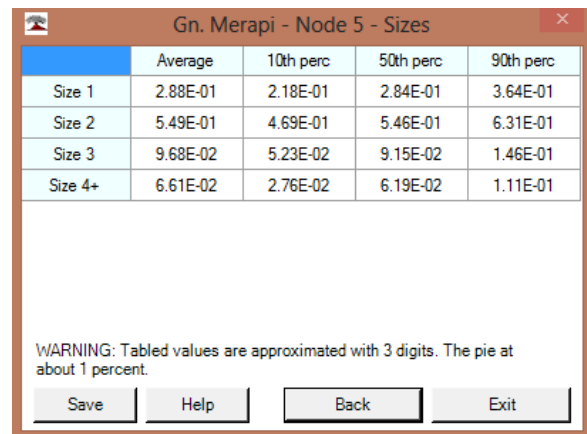 Gn. Merapi - Node 5 - Sizes
Average 10th perc 50th perc 90th perc
Size 1 2.88E-01 2.18E-01 2.84E-01 3.64E-01
Size 2 5.49E-01 4.69E-01 5.46E-01 6.31E-01
Size 3 9.68E-02 5.23E-02 9.15E-02 1.46E-01
Size 4+ 6.61E-02 2.76E-02 6.19E-02 1.11E-01
WARNING: Tabled values are approximated with 3 digits. The pie at
about 1 percent.
Save Help Back Exit